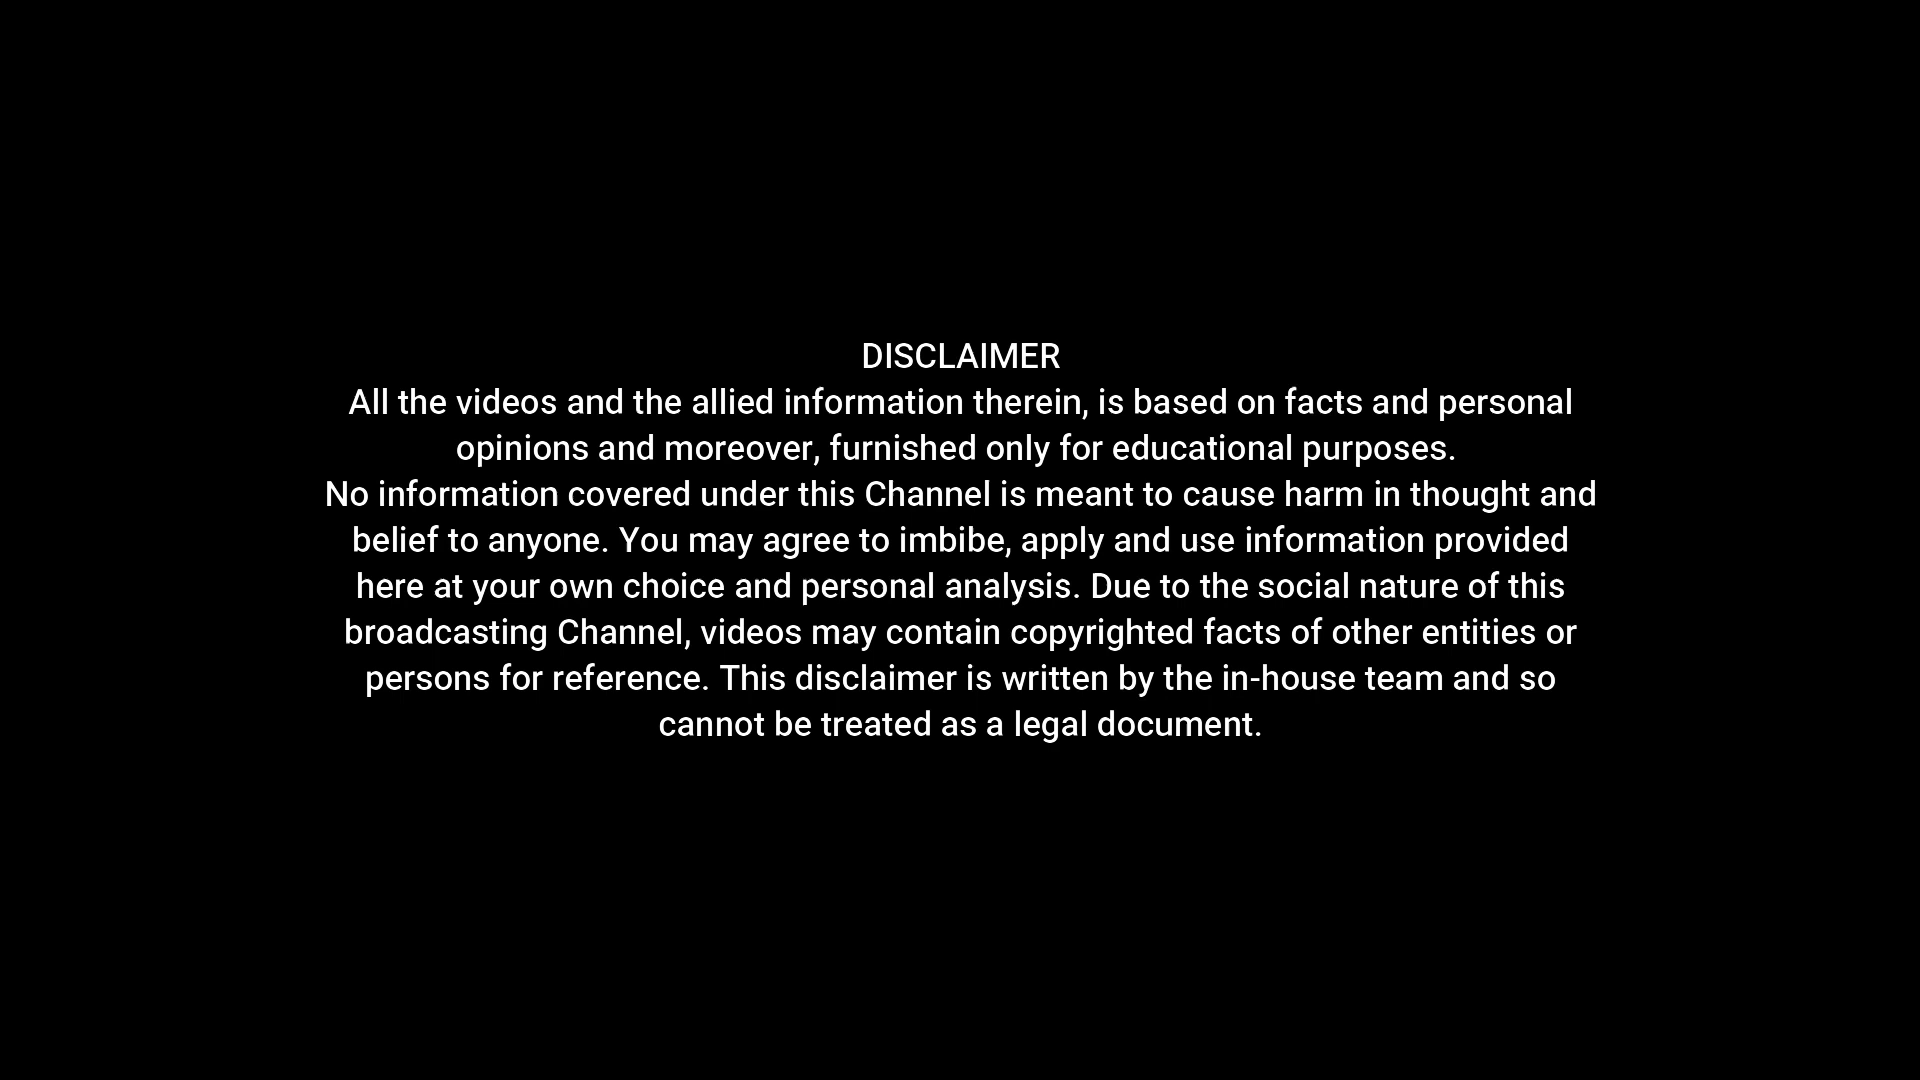 DISCLAIMER
All the videos and the allied information therein, is based on facts and personal
opinions and moreover, furnished only for educational purposes.
No information covered under this Channel is meant to cause harm in thought and
belief to anyone. You may agree to imbibe, apply and use information provided
here at your own choice and personal analysis. Due to the social nature of this
broadcasting Channel, videos may contain copyrighted facts of other entities or
persons for reference. This disclaimer is written by the in-house team and so
cannot be treated as a legal document.